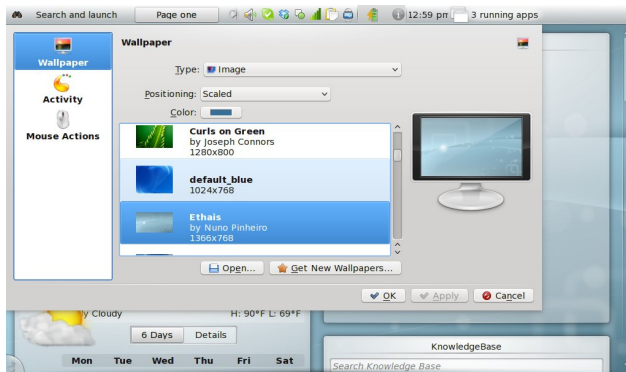 Search and launch
Page one
12:59 pm
3 running apps
Wallpaper
Activity
Mouse Actions
Wallpaper
Type: Image
Positioning: Scaled
Color:
Curls on Green
by Joseph Connors
1280x800
default_blue
1024x768
Ethais
by Nuno Pinheiro
1366x768
Open...
Get New Wallpapers...
OK
Apply
Cancel
y Cloudy
H: 90°F L: 69°F
6 Days
Details
Mon Tue Wed Thu Fri Sat
KnowledgeBase
Search Knowledge Base